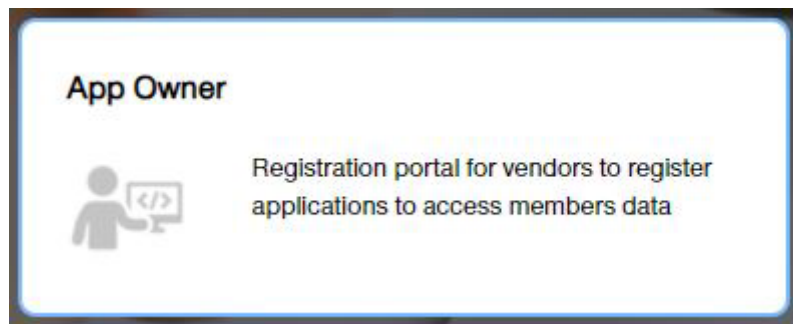 App Owner
</>
Registration portal for vendors to register
applications to access members data